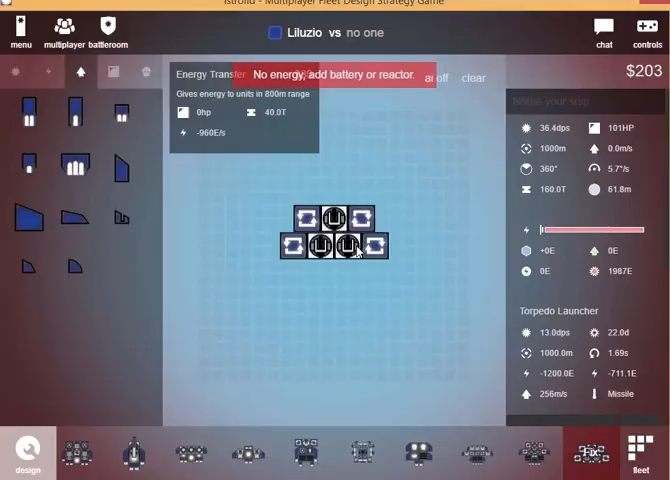 Istrolid - Multiplayer Fleet Design Strategy Game
menu
multiplayer
battleroom
Liluzio vs no one
chat
controls
Energy Transfer
No energy, add battery or reactor.
clear
$203
Gives energy to units in 800m range
0hp
40.0T
-960E/s
Name your ship
36.4dps
101HP
1000m
0.0m/s
360°
5.7°/s
160.0T
61.8m
+0E
0E
0E
1987E
Torpedo Launcher
13.0dps
22.0d
1000.0m
1.69s
-1200.0E
-711.1E
256m/s
Missile
design
Fix
fleet